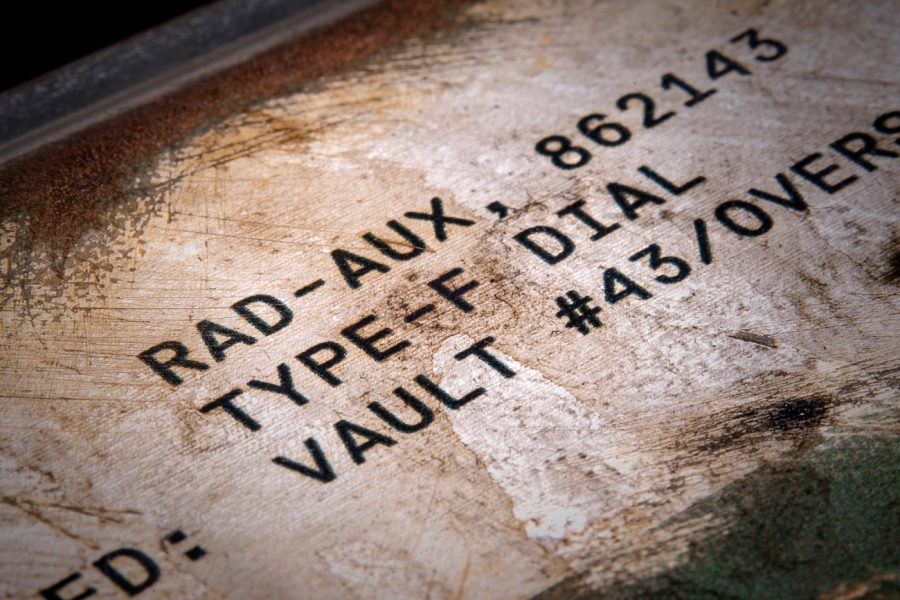 RAD-AUX, 862143
TYPE-F DIAL
VAULT #43/OVERS
ED: